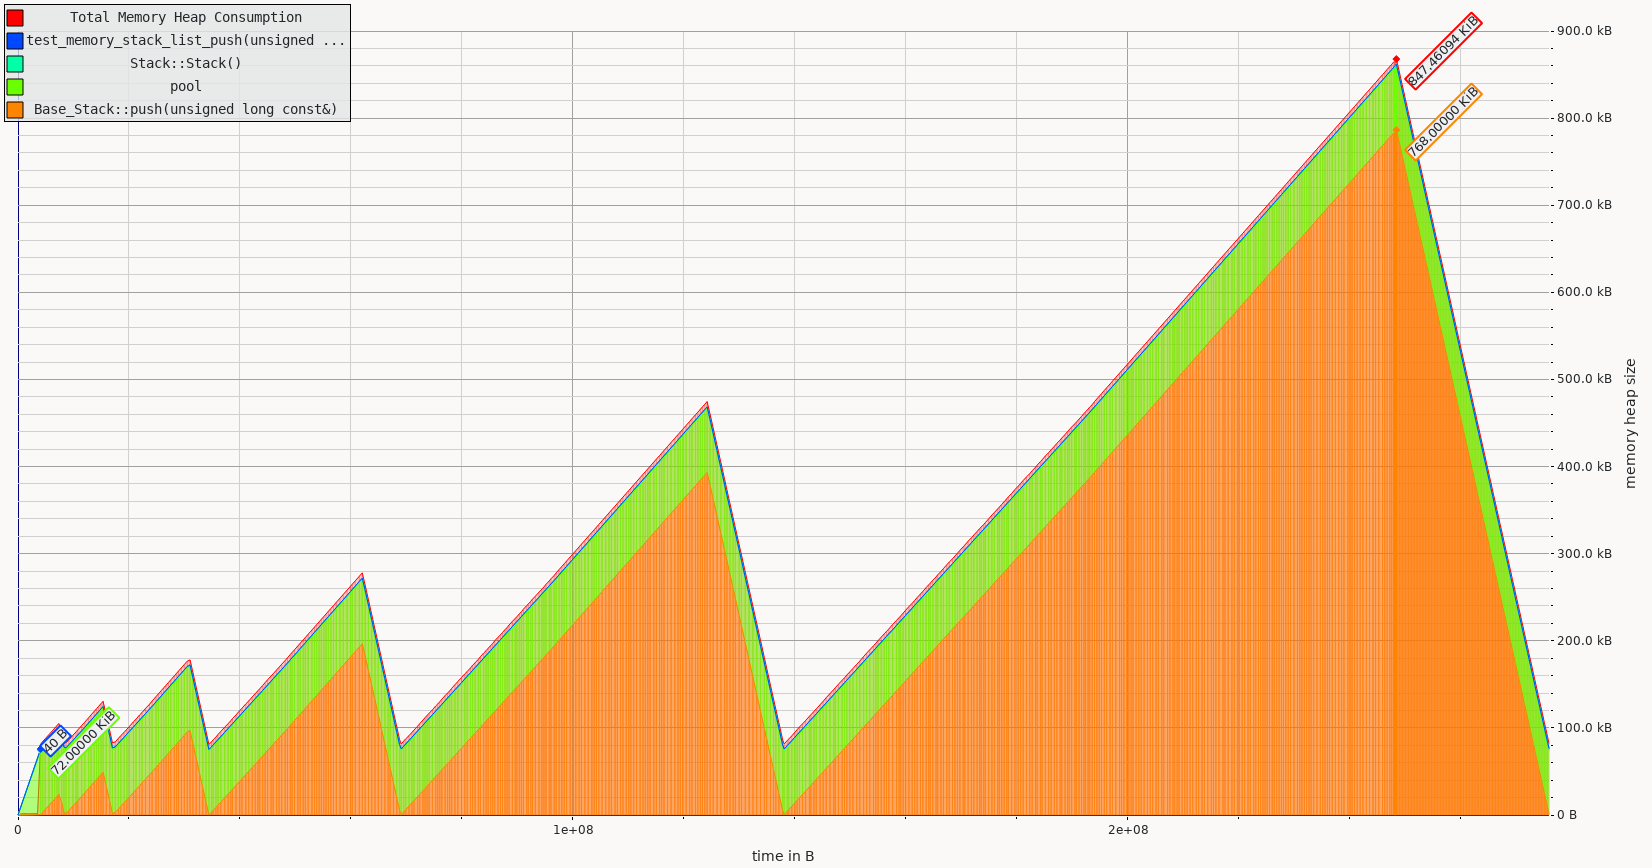 Total Memory Heap Consumption
test_memory_stack_list_push(unsigned ...
Stack::Stack()
pool
Base_Stack::push(unsigned long const&)
847.46094 KiB
768.00000 KiB
40 B
72.00000 KiB
900.0 kB
800.0 kB
700.0 kB
600.0 kB
500.0 kB
400.0 kB
300.0 kB
200.0 kB
100.0 kB
0 B
memory heap size
0
1e+08
2e+08
time in B